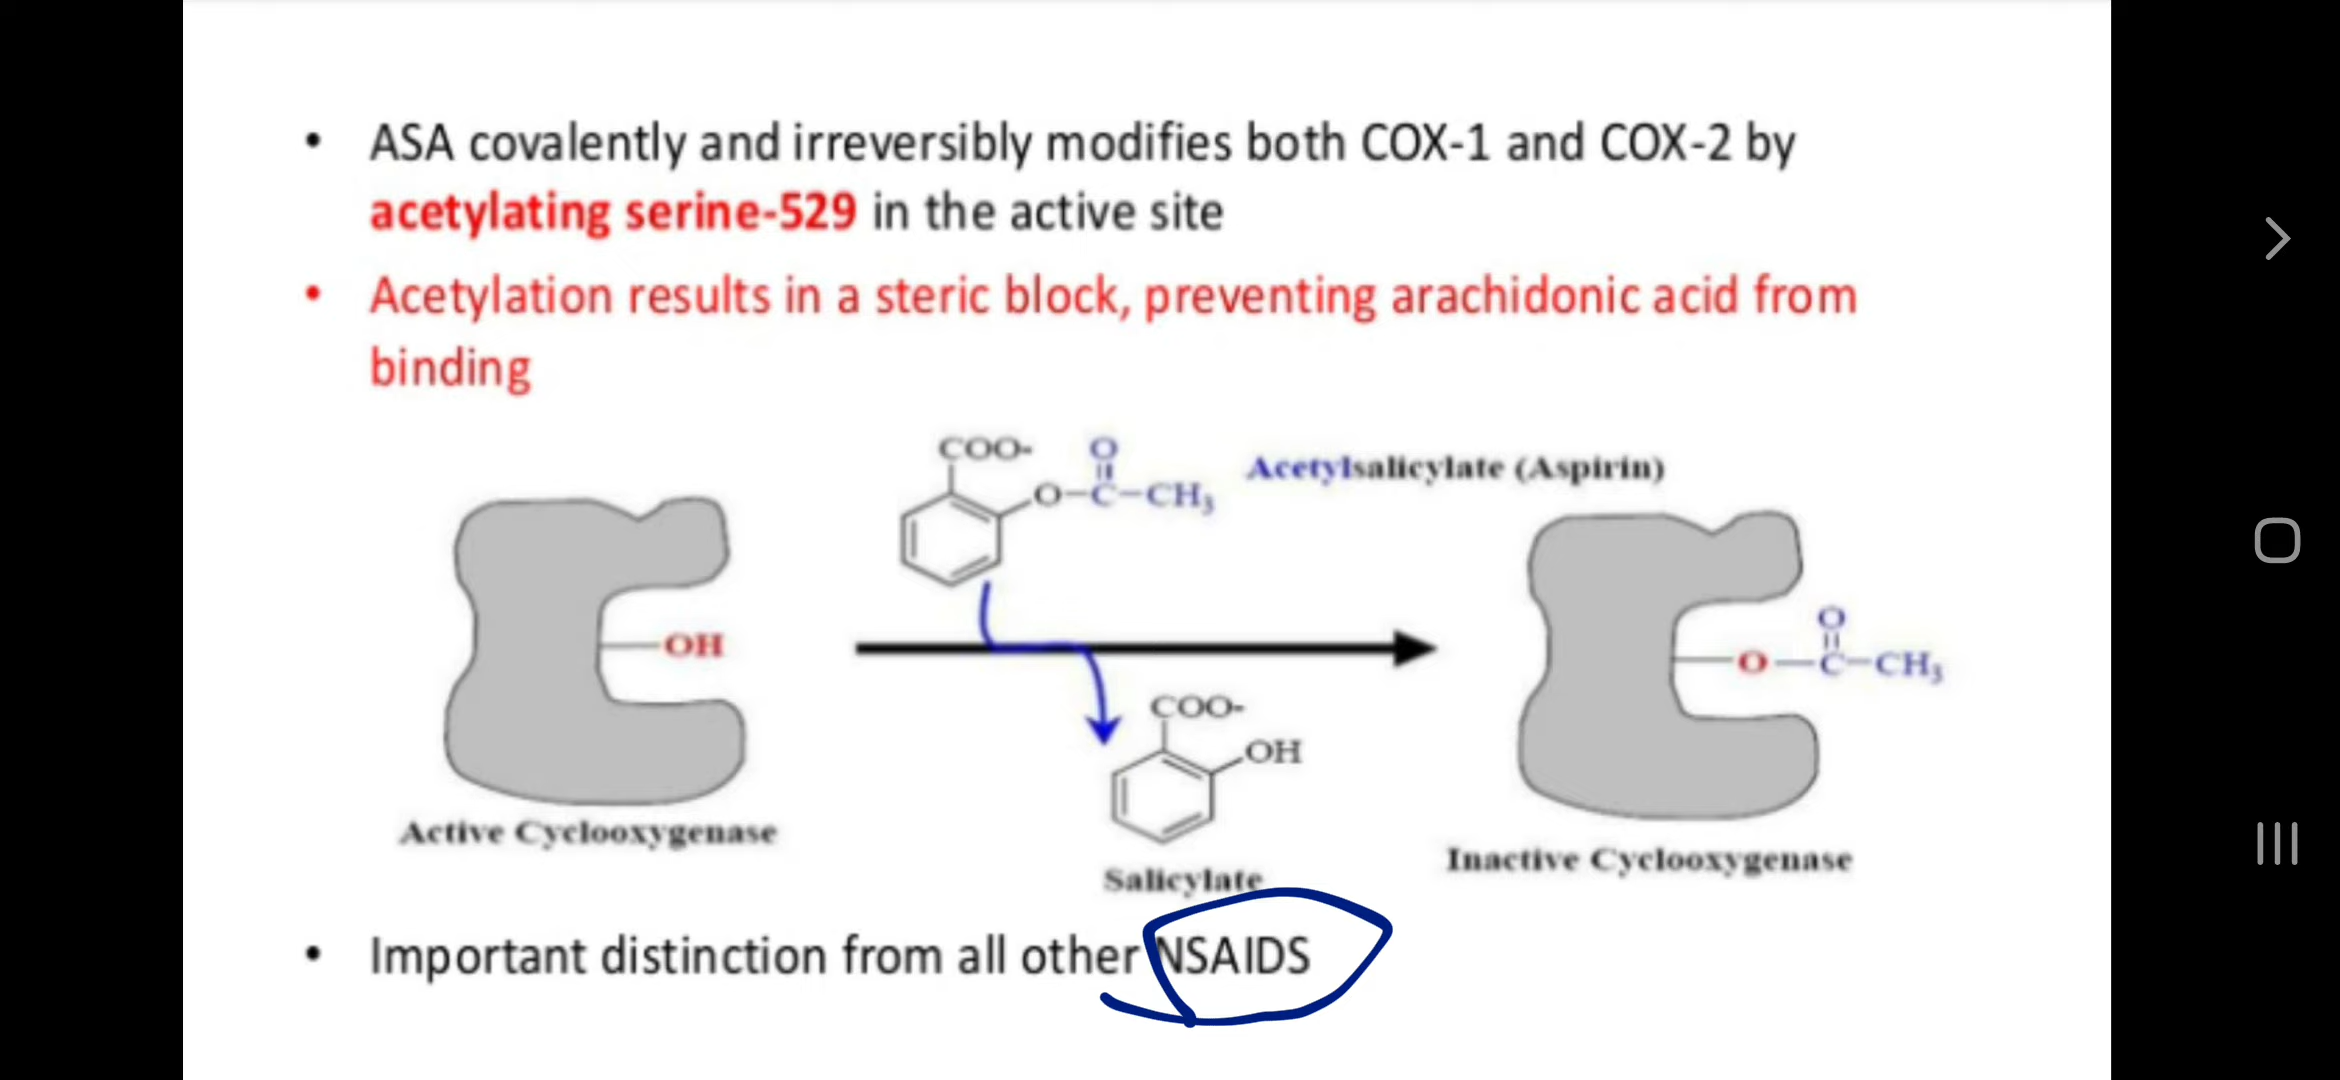 • ASA covalently and irreversibly modifies both COX-1 and COX-2 by
acetylating serine-529 in the active site
• Acetylation results in a steric block, preventing arachidonic acid from
binding
COO-
O
O-C-CH₃
Acetylsalicylate (Aspirin)
OH
O
O-C-CH₃
COO-
OH
Active Cyclooxygenase
Salicylate
Inactive Cyclooxygenase
• Important distinction from all other NSAIDS